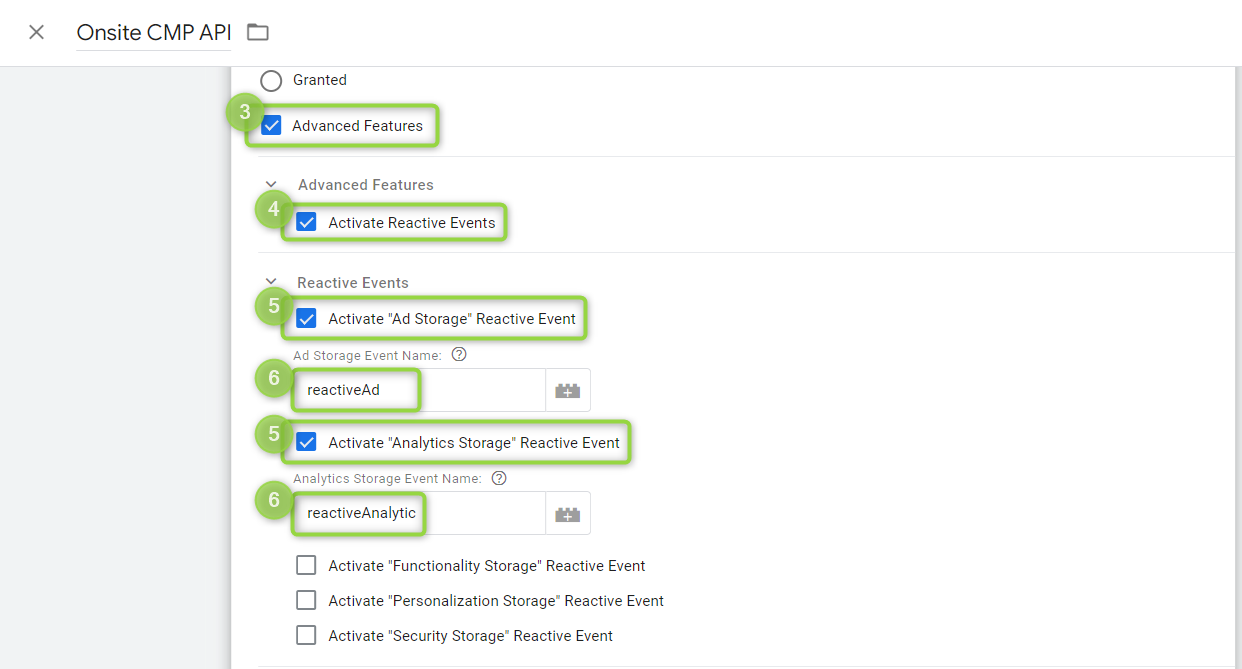 Onsite CMP API
Granted
3
Advanced Features
Advanced Features
4
Activate Reactive Events
Reactive Events
5
Activate "Ad Storage" Reactive Event
Ad Storage Event Name:
6
reactiveAd
5
Activate "Analytics Storage" Reactive Event
Analytics Storage Event Name:
6
reactiveAnalytic
Activate "Functionality Storage" Reactive Event
Activate "Personalization Storage" Reactive Event
Activate "Security Storage" Reactive Event